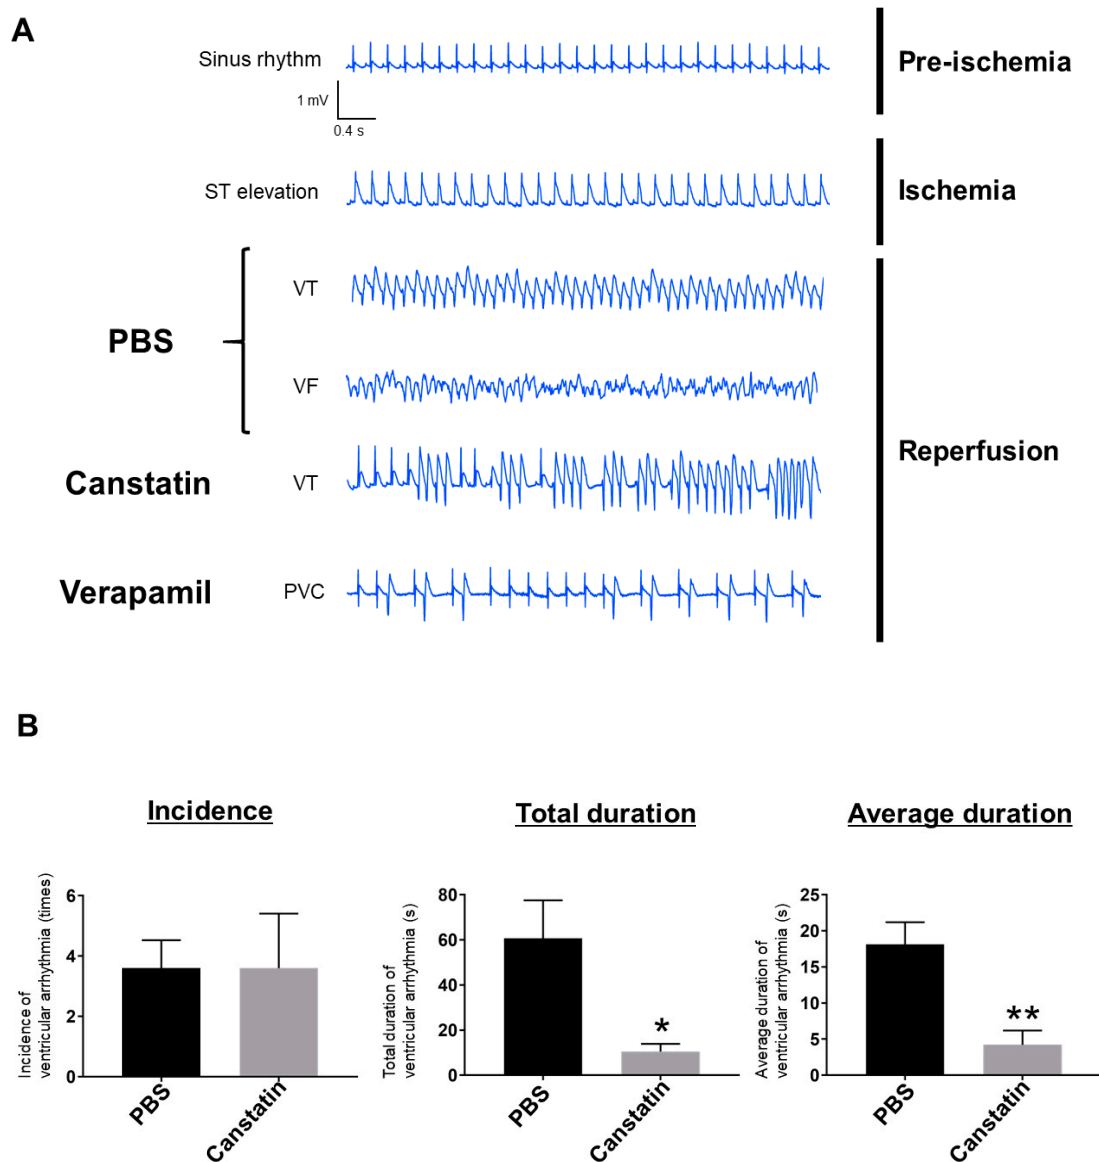 A
Sinus rhythm
Pre-ischemia
1 mV
0.4 s
ST elevation
Ischemia
PBS
VT
VF
Canstatin
VT
Reperfusion
Verapamil
PVC
B
Incidence
Incidence of
ventricular arrhythmia (times)
6
4
2
0
PBS
Canstatin
Total duration
Total duration of
ventricular arrhythmia (s)
80
60
40
20
0
*
PBS
Canstatin
Average duration
Average duration of
ventricular arrhythmia (s)
25
20
15
10
5
0
**
PBS
Canstatin